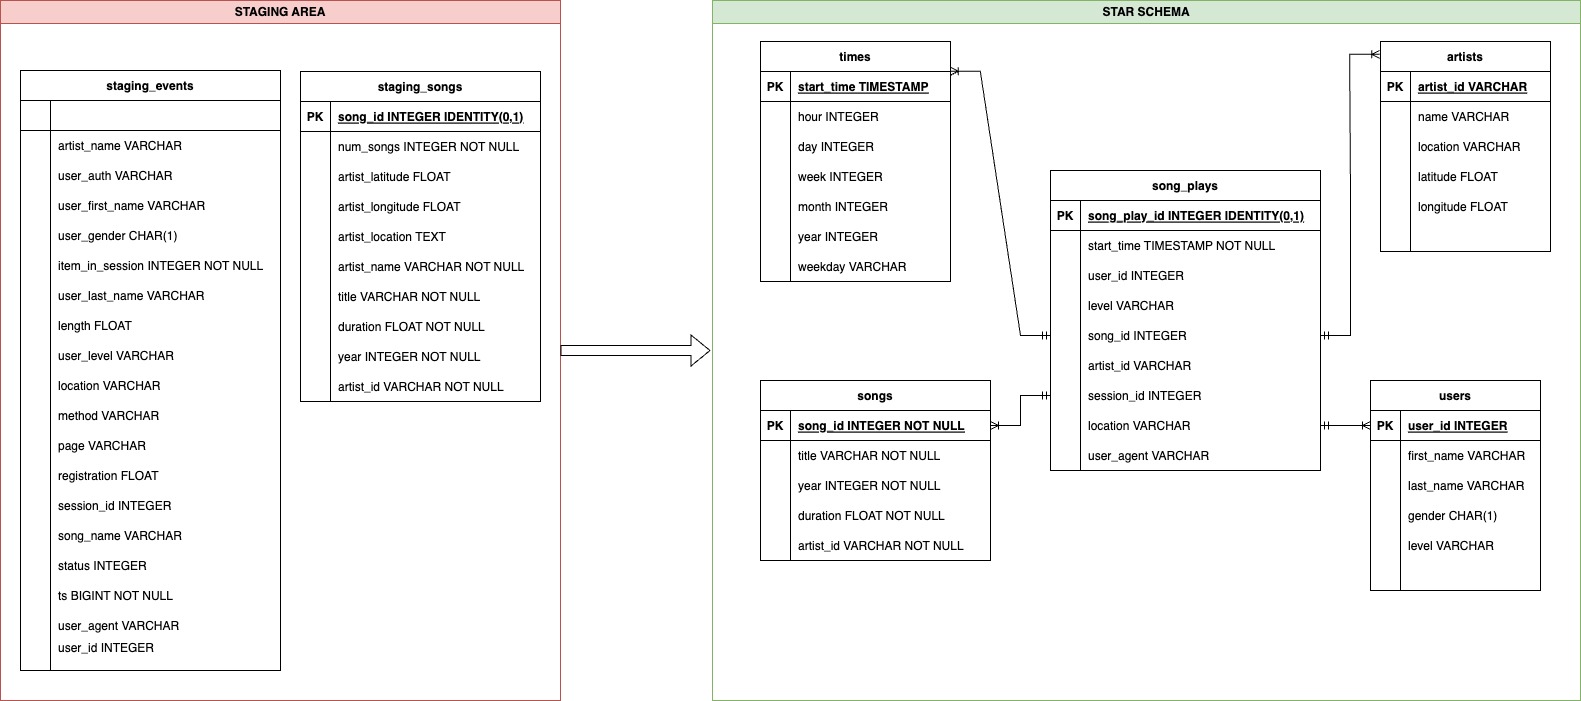 STAGING AREA
staging_events
artist_name VARCHAR
user_auth VARCHAR
user_first_name VARCHAR
user_gender CHAR(1)
item_in_session INTEGER NOT NULL
user_last_name VARCHAR
length FLOAT
user_level VARCHAR
location VARCHAR
method VARCHAR
page VARCHAR
registration FLOAT
session_id INTEGER
song_name VARCHAR
status INTEGER
ts BIGINT NOT NULL
user_agent VARCHAR
user_id INTEGER
staging_songs
PK song_id INTEGER IDENTITY(0,1)
num_songs INTEGER NOT NULL
artist_latitude FLOAT
artist_longitude FLOAT
artist_location TEXT
artist_name VARCHAR NOT NULL
title VARCHAR NOT NULL
duration FLOAT NOT NULL
year INTEGER NOT NULL
artist_id VARCHAR NOT NULL
STAR SCHEMA
times
PK start_time TIMESTAMP
hour INTEGER
day INTEGER
week INTEGER
month INTEGER
year INTEGER
weekday VARCHAR
songs
PK song_id INTEGER NOT NULL
title VARCHAR NOT NULL
year INTEGER NOT NULL
duration FLOAT NOT NULL
artist_id VARCHAR NOT NULL
song_plays
PK song_play_id INTEGER IDENTITY(0,1)
start_time TIMESTAMP NOT NULL
user_id INTEGER
level VARCHAR
song_id INTEGER
artist_id VARCHAR
session_id INTEGER
location VARCHAR
user_agent VARCHAR
artists
PK artist_id VARCHAR
name VARCHAR
location VARCHAR
latitude FLOAT
longitude FLOAT
users
PK user_id INTEGER
first_name VARCHAR
last_name VARCHAR
gender CHAR(1)
level VARCHAR